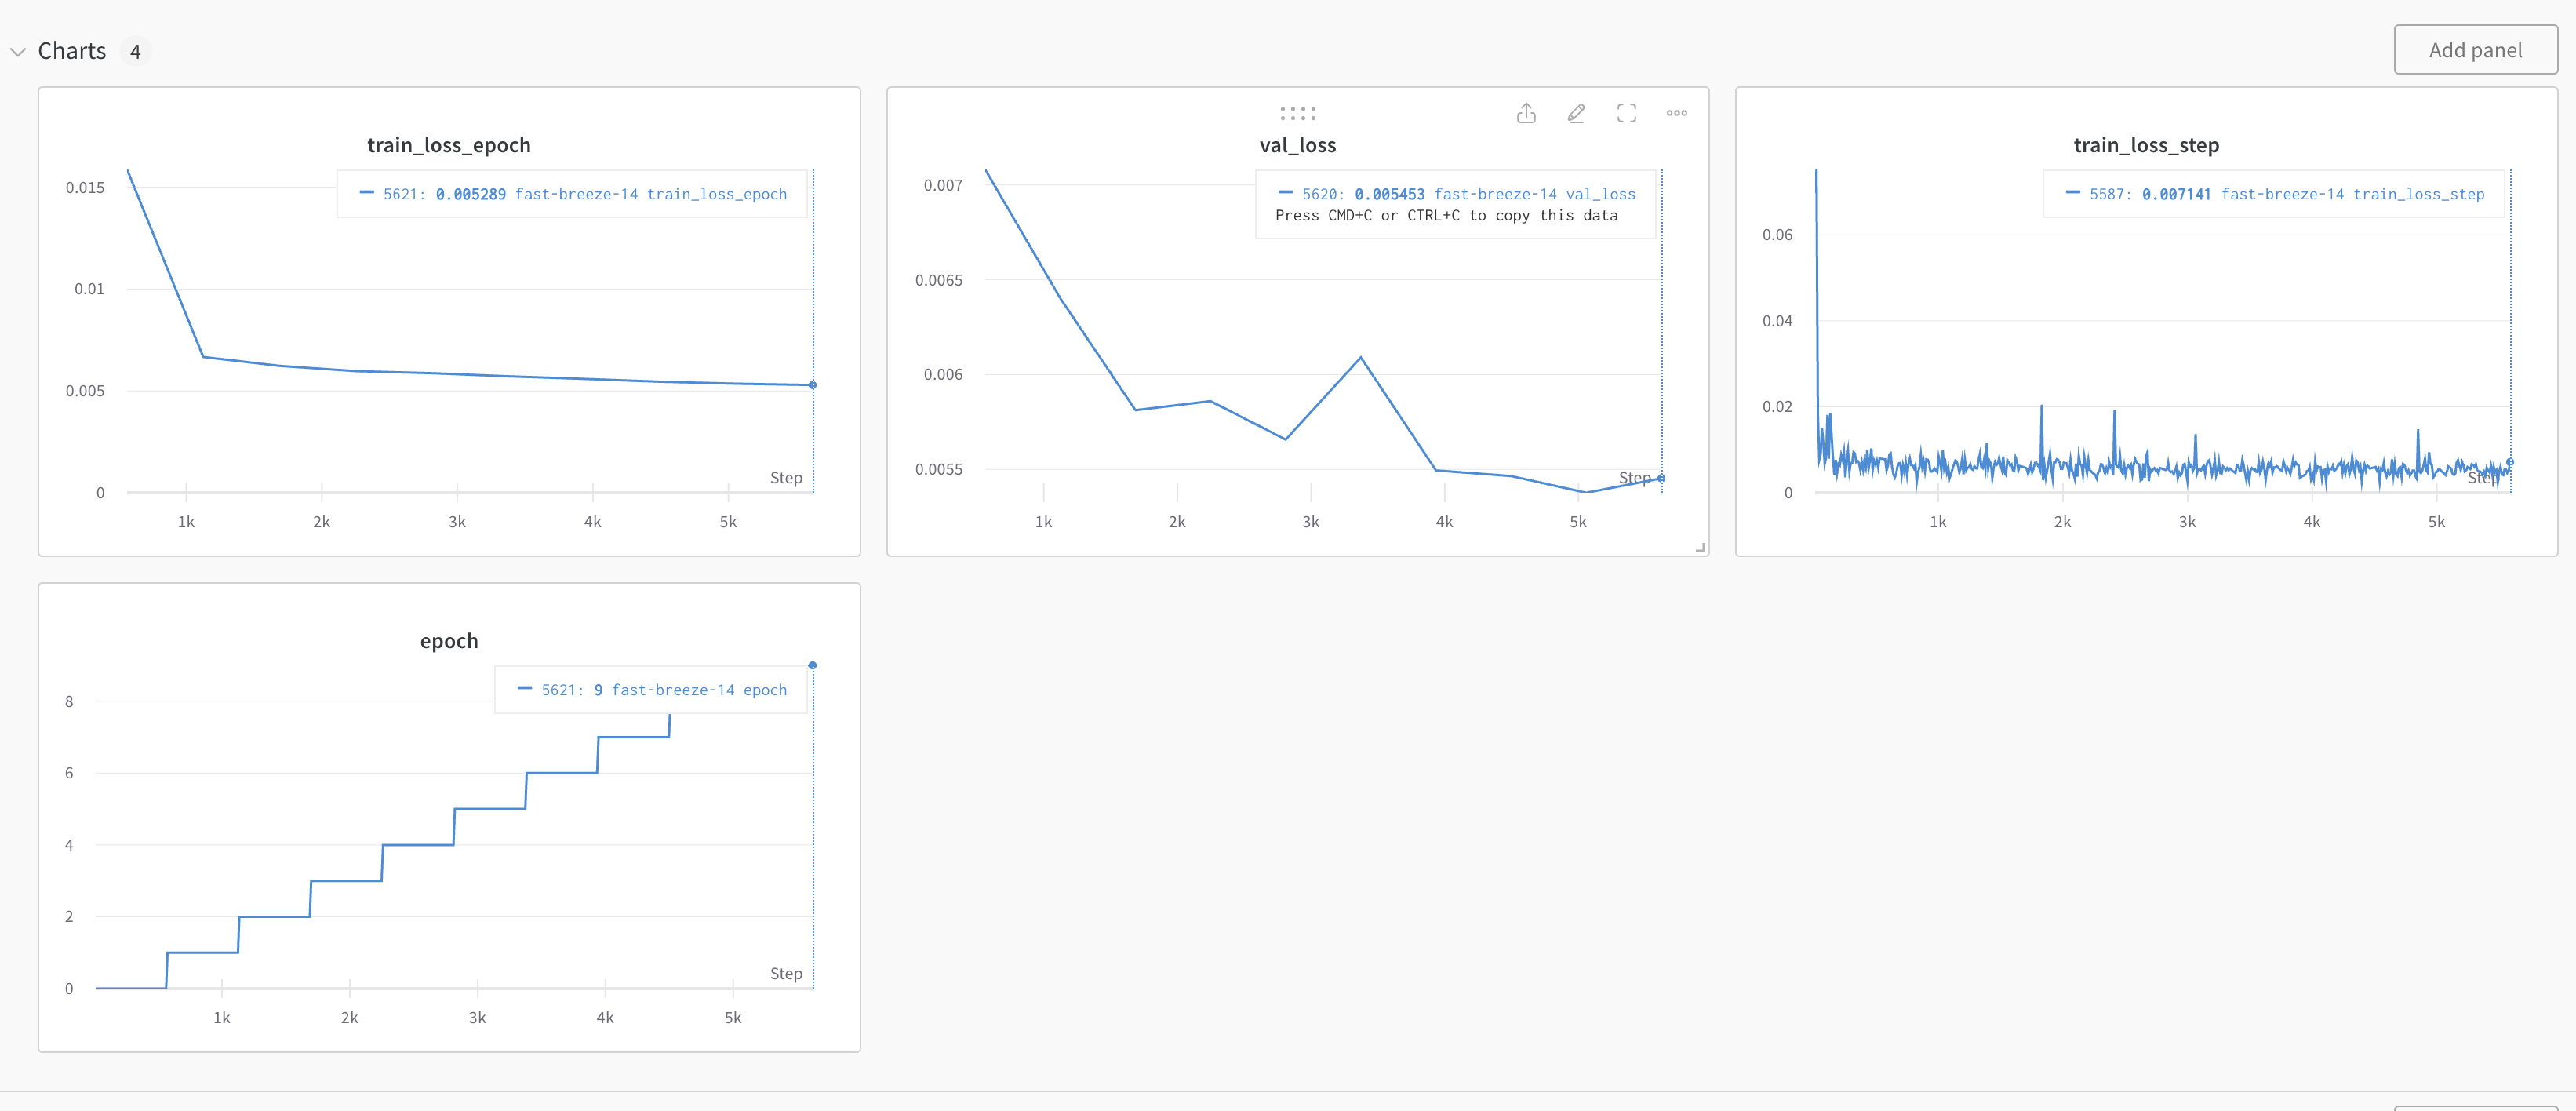 Charts 4
Add panel
train_loss_epoch
5621: 0.005289 fast-breeze-14 train_loss_epoch
0.015
0.01
0.005
0
Step
1k 2k 3k 4k 5k
val_loss
5620: 0.005453 fast-breeze-14 val_loss
Press CMD+C or CTRL+C to copy this data
0.007
0.0065
0.006
0.0055
Step
1k 2k 3k 4k 5k
train_loss_step
5587: 0.007141 fast-breeze-14 train_loss_step
0.06
0.04
0.02
0
Step
1k 2k 3k 4k 5k
epoch
5621: 9 fast-breeze-14 epoch
8
6
4
2
0
Step
1k 2k 3k 4k 5k